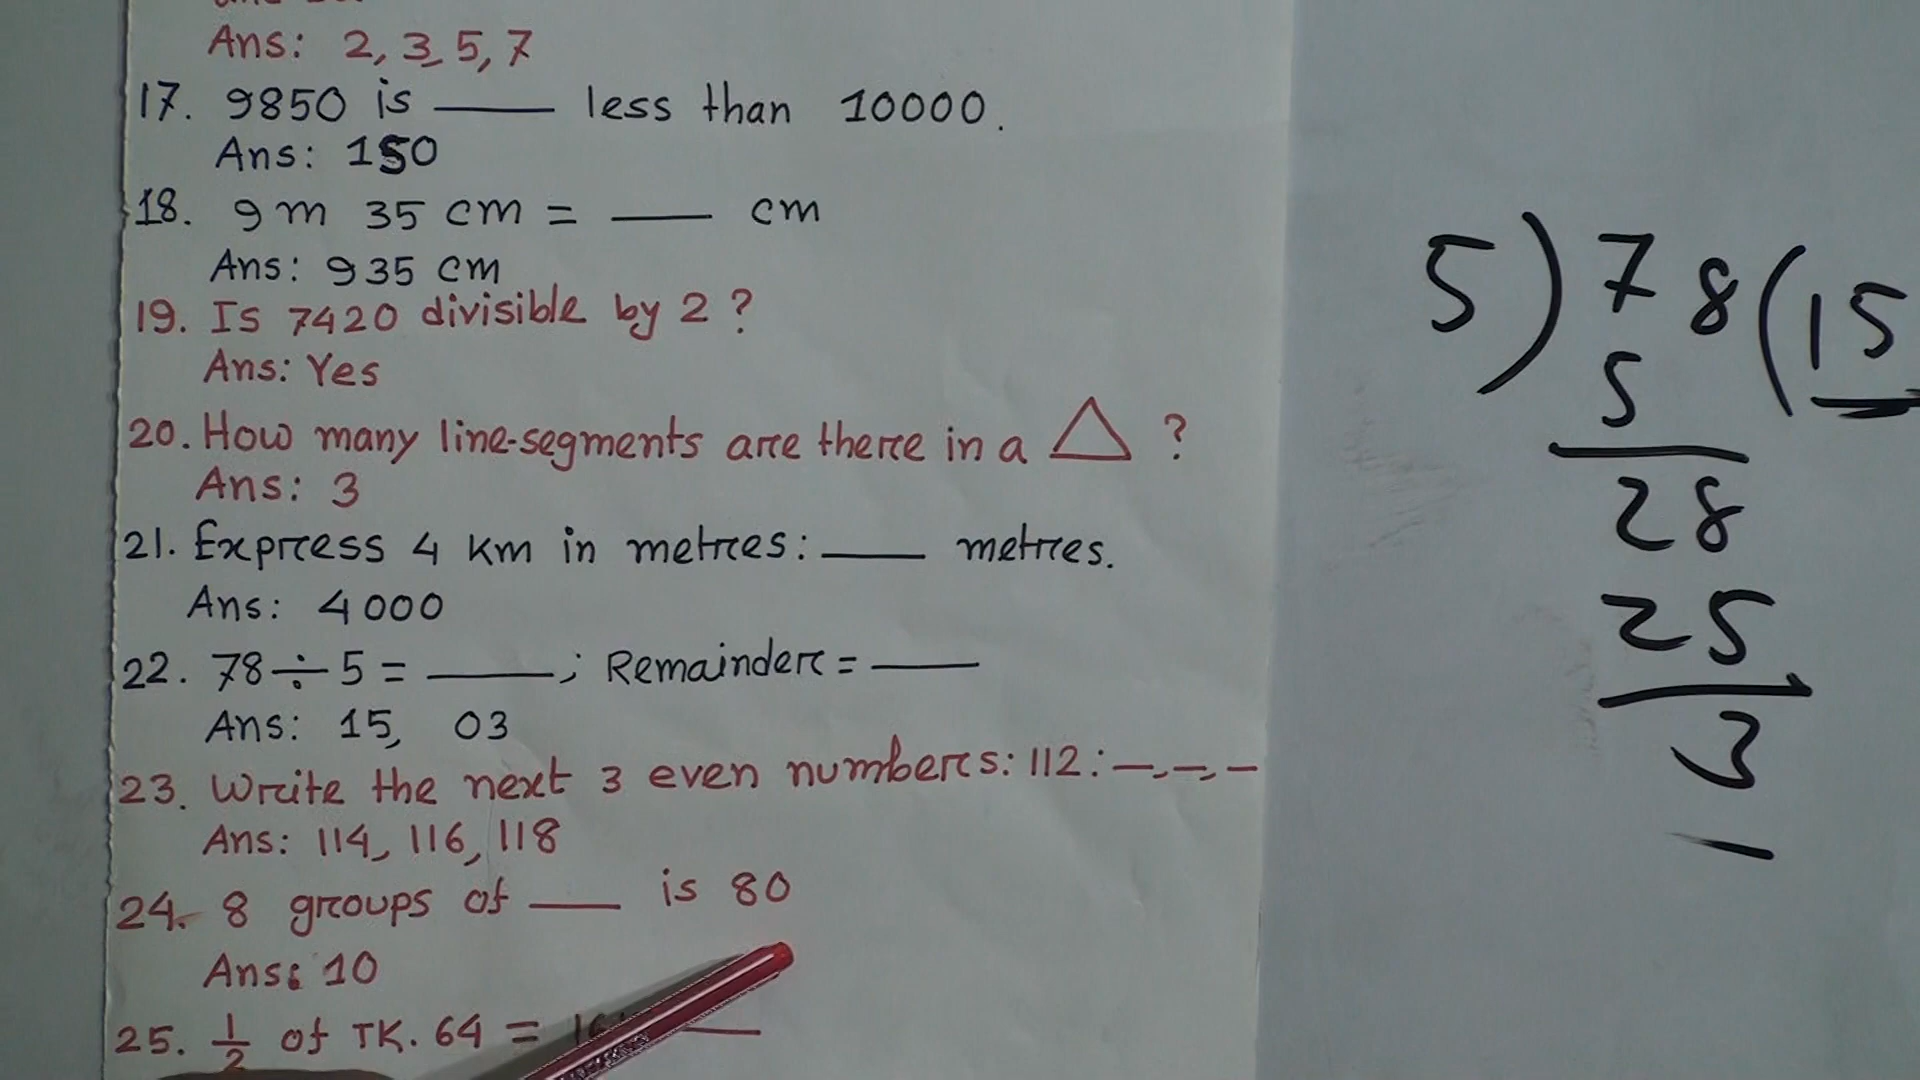 Ans: 2, 3, 5, 7
17. 9850 is ____ less than 10000.
Ans: 150
18. 9 m 35 cm = ____ cm
Ans: 935 cm
19. Is 7420 divisible by 2 ?
Ans: Yes
20. How many line-segments are there in a △ ?
Ans: 3
21. Express 4 km in metres: ____ metres.
Ans: 4000
22. 78 ÷ 5 = ____; Remainder = ____
Ans: 15, 03
23. Write the next 3 even numbers: 112: —, —, —
Ans: 114, 116, 118
24. 8 groups of ____ is 80
Ans: 10
25. 1/2 of TK. 64 = ____
5 ) 78 ( 15
5
28
25
3